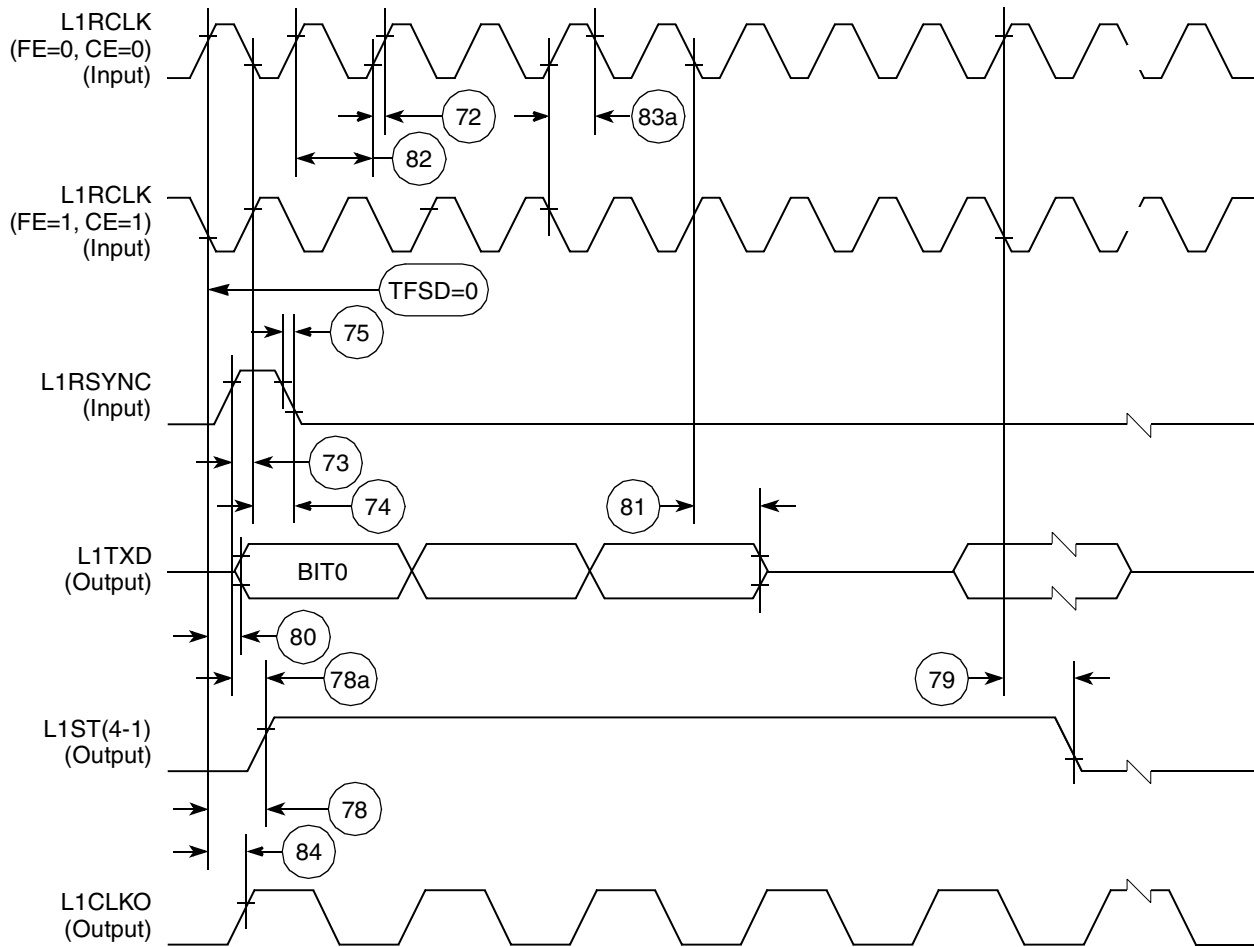 L1RCLK
(FE=0, CE=0)
(Input)
72
83a
82
L1RCLK
(FE=1, CE=1)
(Input)
TFSD=0
75
L1RSYNC
(Input)
73
74
81
L1TXD
(Output)
BIT0
80
78a
79
L1ST(4-1)
(Output)
78
84
L1CLKO
(Output)